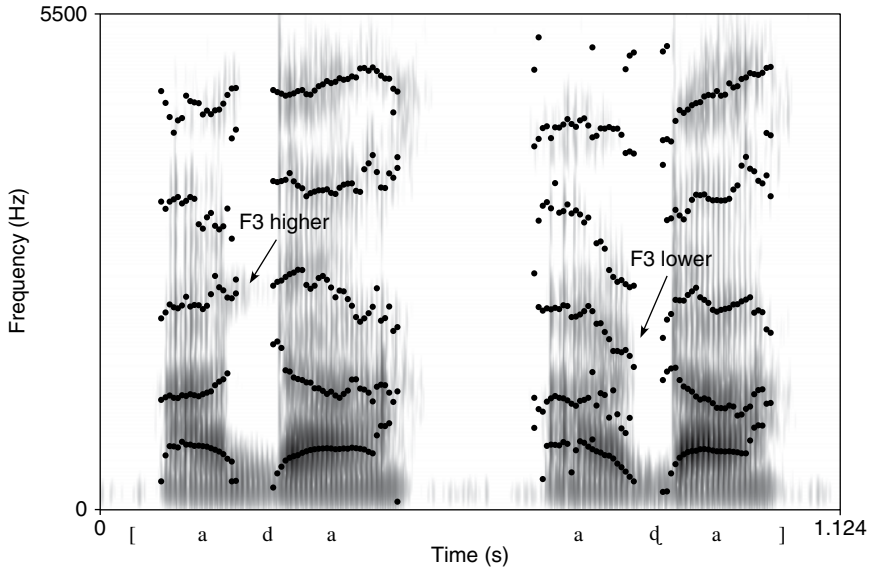 5500
F3 higher
F3 lower
Frequency (Hz)
0
0 1.124
[ a d a a ɖ a ]
Time (s)